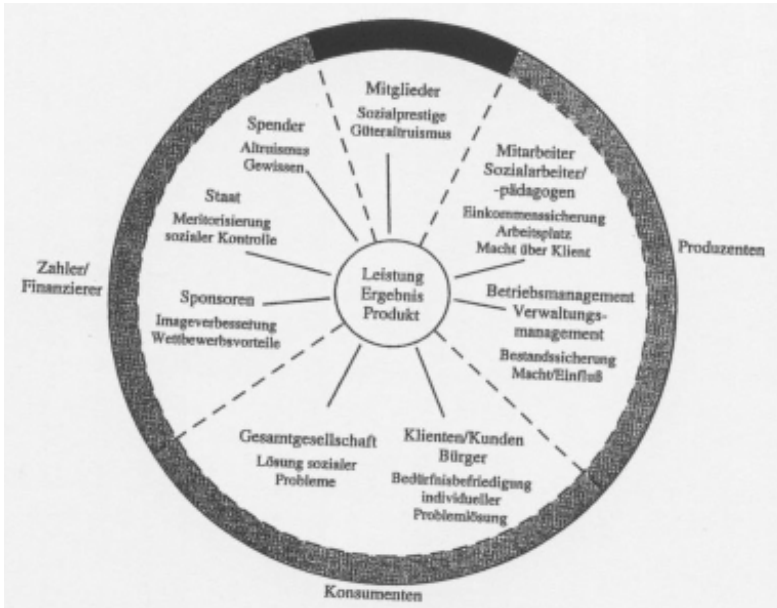 Mitglieder
Sozialprestige
Güteraltruismus
Spender
Altruismus
Gewissen
Staat
Meritorisierung
sozialer Kontrolle
Zahler/
Finanzierer
Sponsoren
Imageverbesserung
Wettbewerbsvorteile
Leistung
Ergebnis
Produkt
Mitarbeiter
Sozialarbeiter/
-pädagogen
Einkommenssicherung
Arbeitsplatz
Macht über Klient
Produzenten
Betriebsmanagement
Verwaltungs-
management
Bestandssicherung
Macht/Einfluß
Gesamtgesellschaft
Lösung sozialer
Probleme
Klienten/Kunden
Bürger
Bedürfnisbefriedigung
individueller
Problemlösung
Konsumenten